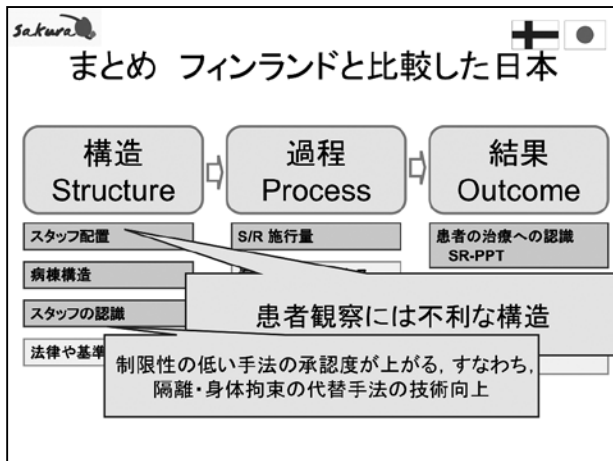 Sakura
まとめ フィンランドと比較した日本
構造
Structure
過程
Process
結果
Outcome
スタッフ配置
S/R 施行量
患者の治療への認識
SR-PPT
病棟構造
患者観察には不利な構造
スタッフの認識
法律や基準
制限性の低い手法の承認度が上がる，すなわち，
隔離・身体拘束の代替手法の技術向上